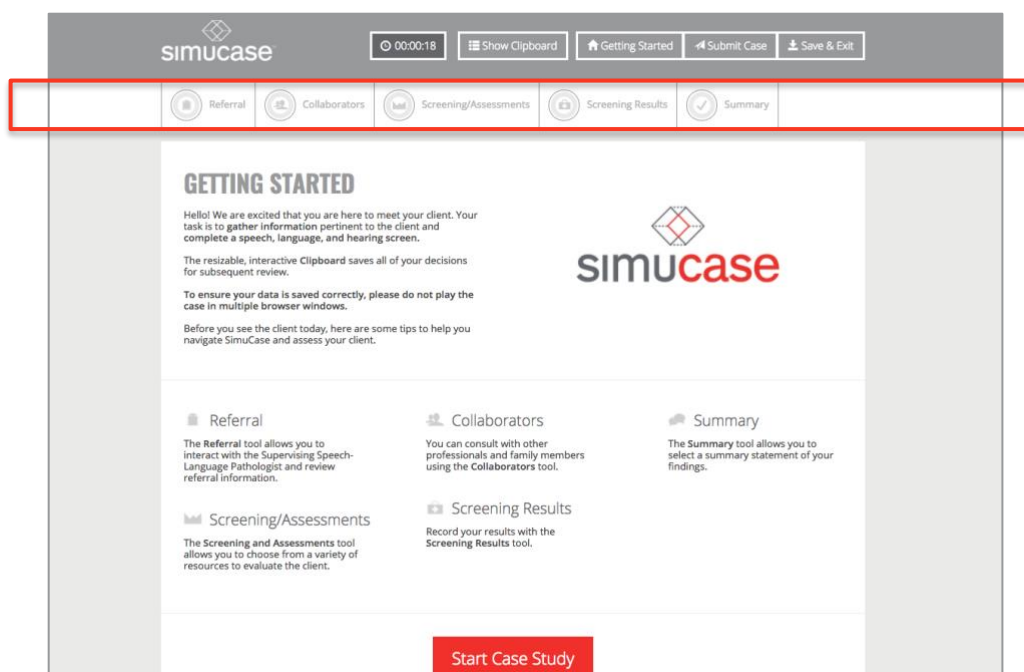 simucase
00:00:18
Show Clipboard
Getting Started
Submit Case
Save & Exit
Referral
Collaborators
Screening/Assessments
Screening Results
Summary
GETTING STARTED
Hello! We are excited that you are here to meet your client. Your
task is to gather information pertinent to the client and
complete a speech, language, and hearing screen.
The resizable, interactive Clipboard saves all of your decisions
for subsequent review.
To ensure your data is saved correctly, please do not play the
case in multiple browser windows.
Before you see the client today, here are some tips to help you
navigate SimuCase and assess your client.
simucase
Referral
The Referral tool allows you to
interact with the Supervising Speech-
Language Pathologist and review
referral information.
Screening/Assessments
The Screening and Assessments tool
allows you to choose from a variety of
resources to evaluate the client.
Collaborators
You can consult with other
professionals and family members
using the Collaborators tool.
Screening Results
Record your results with the
Screening Results tool.
Summary
The Summary tool allows you to
select a summary statement of your
findings.
Start Case Study